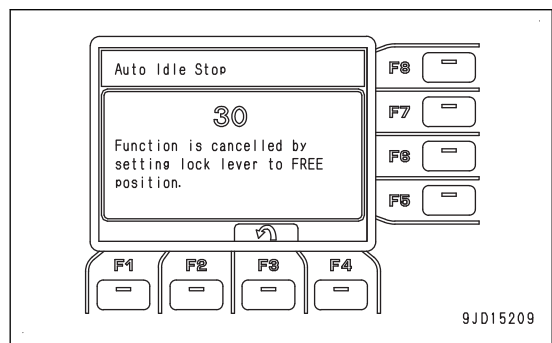 Auto Idle Stop
30
Function is cancelled by
setting lock lever to FREE
position.
F8
F7
F6
F5
F1 F2 F3 F4
9JD15209